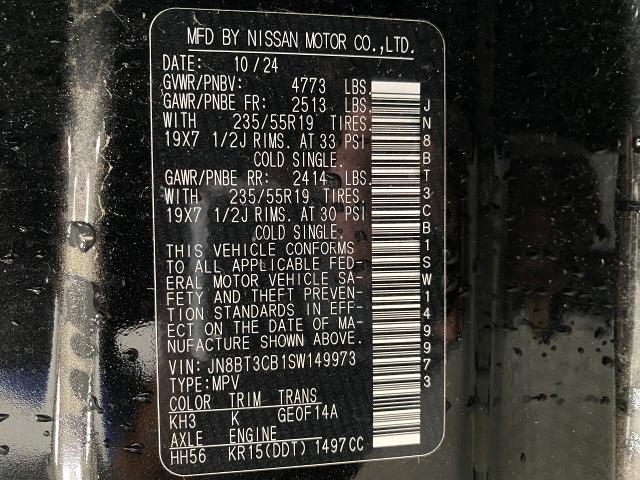 MFD BY NISSAN MOTOR CO.,LTD.
DATE: 10/24
GVWR/PNBV: 4773 LBS.
GAWR/PNBE FR: 2513 LBS.
WITH 235/55R19 TIRES.
19X7 1/2J RIMS. AT 33 PSI
COLD SINGLE.
GAWR/PNBE RR: 2414 LBS.
WITH 235/55R19 TIRES.
19X7 1/2J RIMS. AT 30 PSI
COLD SINGLE.
THIS VEHICLE CONFORMS
TO ALL APPLICABLE FED-
ERAL MOTOR VEHICLE SA-
FETY AND THEFT PREVEN-
TION STANDARDS IN EFF-
ECT ON THE DATE OF MA-
NUFACTURE SHOWN ABOVE.
VIN: JN8BT3CB1SW149973
TYPE:MPV
COLOR TRIM TRANS
KH3 K GE0F14A
AXLE ENGINE
HH56 KR15(DDT) 1497CC
JN8BT3CB1SW149973